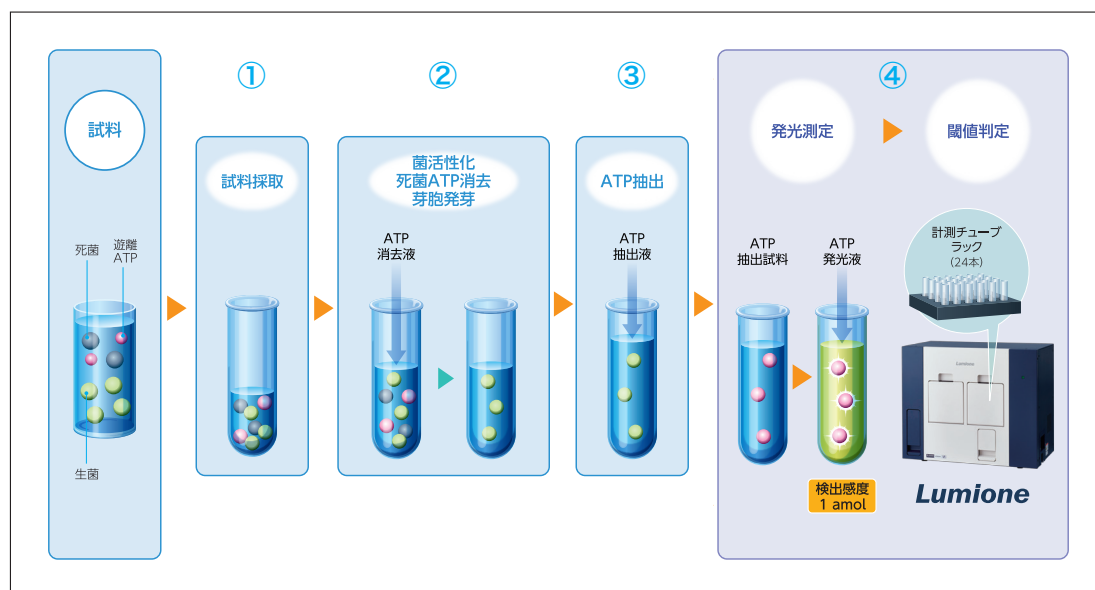 試料
死菌
遊離
ATP
生菌
①
試料採取
②
菌活性化
死菌ATP消去
芽胞発芽
ATP
消去液
③
ATP抽出
ATP
抽出液
④
発光測定
閾値判定
ATP
抽出試料
ATP
発光液
検出感度
1 amol
計測チューブ
ラック
(24本)
Lumione
Lumione